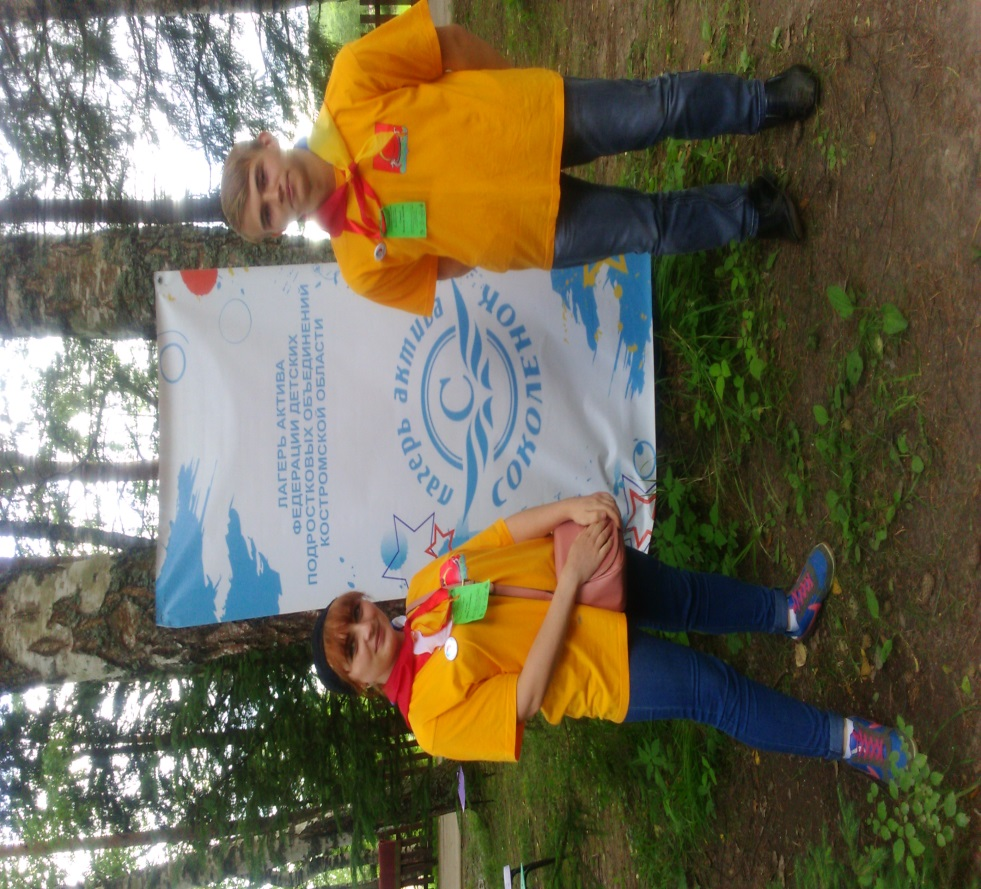 ЛАГЕРЬ АКТИВА
ФЕДЕРАЦИИ ДЕТСКИХ
ПОДРОСТКОВЫХ ОБЪЕДИНЕНИЙ
КОСТРОМСКОЙ ОБЛАСТИ
лагерь актива
С
СОКОЛЕНОК